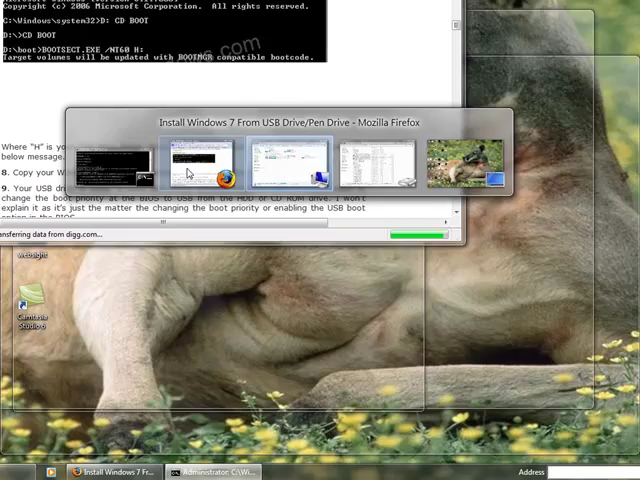 Copyright (c) 2006 Microsoft Corporation. All rights reserved.
C:\Windows\system32>D: CD BOOT
D:\>CD BOOT
D:\boot>BOOTSECT.EXE /NT60 H:
Target volumes will be updated with BOOTMGR compatible bootcode.
Install Windows 7 From USB Drive/Pen Drive - Mozilla Firefox
Where "H" is yo
below message.
8. Copy your W
9. Your USB dr
change the boot priority at the BIOS to USB from the HDD or CD ROM drive. I won't
explain it as it's just the matter the changing the boot priority or enabling the USB boot
option in the BIOS
ansferring data from digg.com...
websight
Camtasia
Studio 6
Install Windows 7 Fr...
Administrator: C:\Wi...
Address